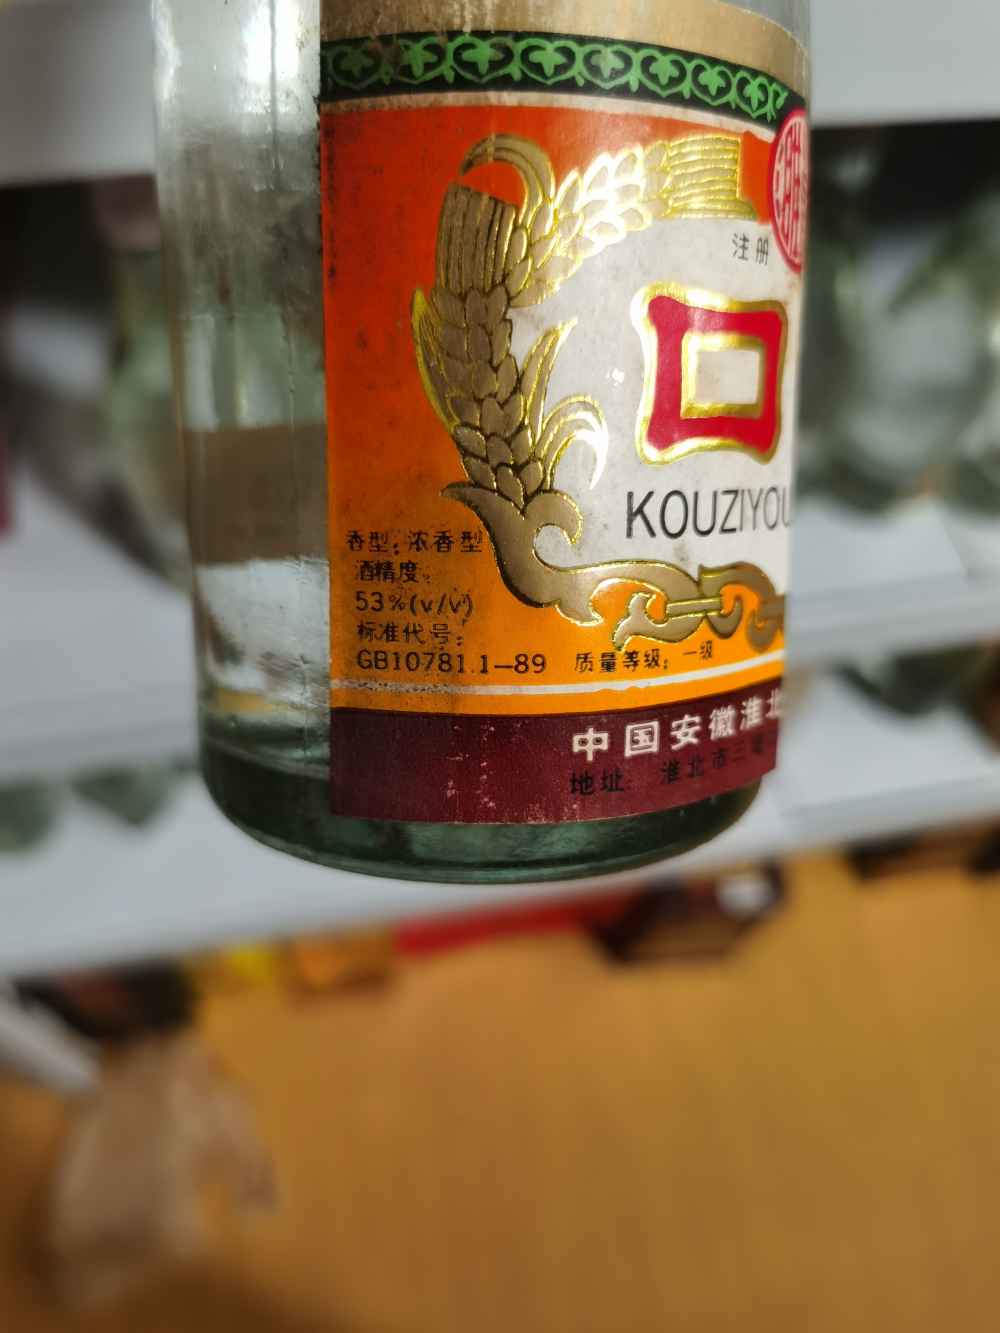 注册
口
KOUZIYOU
香型：浓香型
酒精度：
53%(v/v)
标准代号：
GB10781.1—89 质量等级：一级
中国安徽淮北
地址：淮北市三